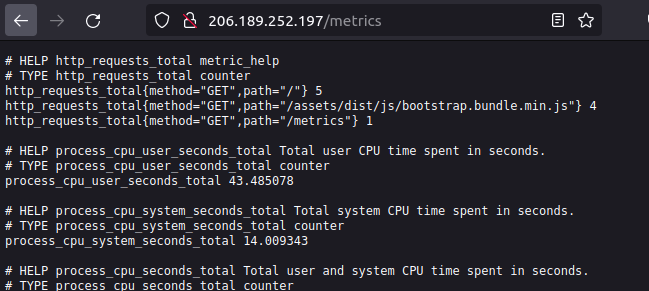 206.189.252.197/metrics
# HELP http_requests_total metric_help
# TYPE http_requests_total counter
http_requests_total{method="GET",path="/"} 5
http_requests_total{method="GET",path="/assets/dist/js/bootstrap.bundle.min.js"} 4
http_requests_total{method="GET",path="/metrics"} 1
# HELP process_cpu_user_seconds_total Total user CPU time spent in seconds.
# TYPE process_cpu_user_seconds_total counter
process_cpu_user_seconds_total 43.485078
# HELP process_cpu_system_seconds_total Total system CPU time spent in seconds.
# TYPE process_cpu_system_seconds_total counter
process_cpu_system_seconds_total 14.009343
# HELP process_cpu_seconds_total Total user and system CPU time spent in seconds.
# TYPE process_cpu_seconds_total counter